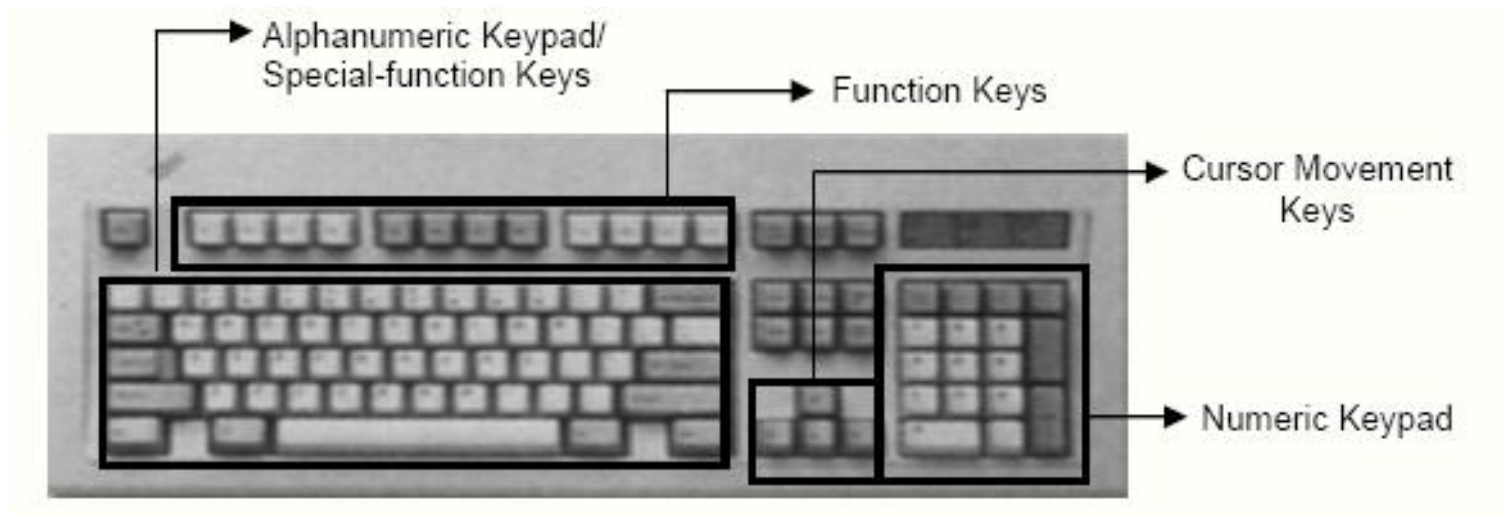 Alphanumeric Keypad/
Special-function Keys
Function Keys
Cursor Movement
Keys
Numeric Keypad